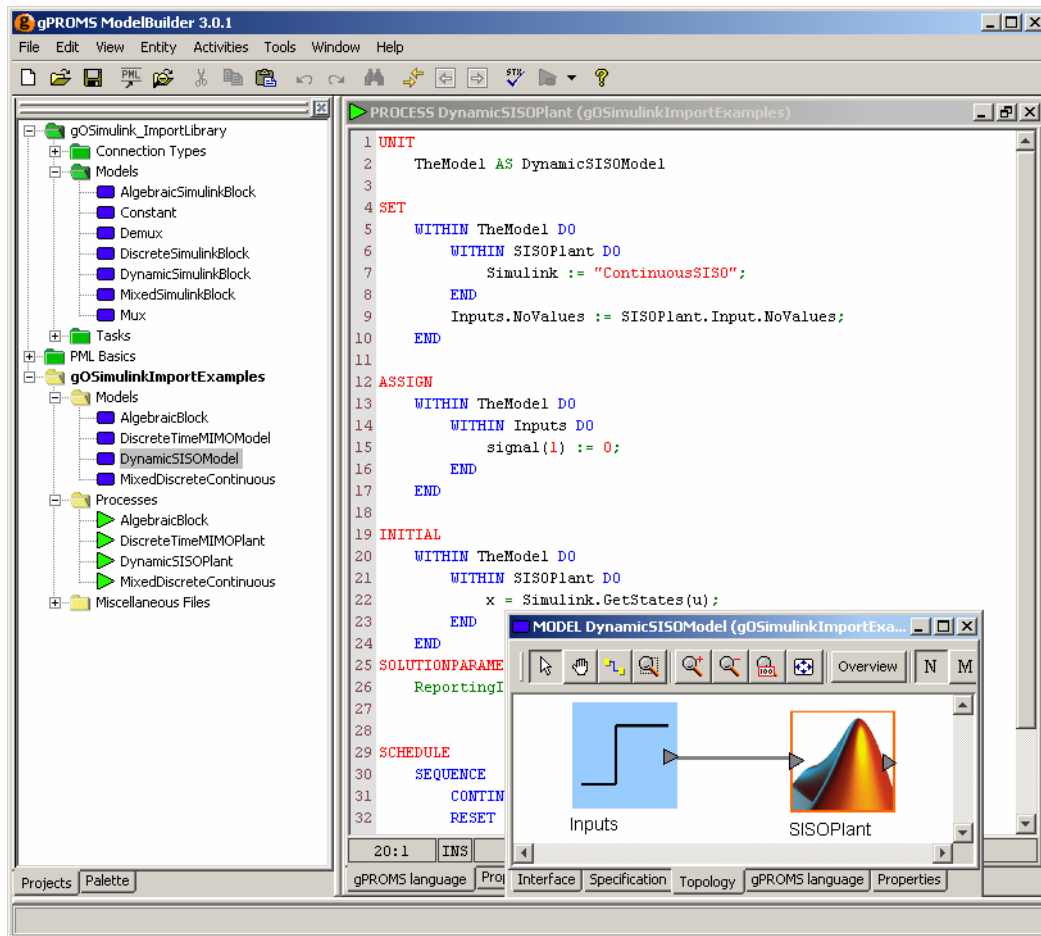 gPROMS ModelBuilder 3.0.1
File Edit View Entity Activities Tools Window Help
PML STX
gOSimulink_ImportLibrary
Connection Types
Models
AlgebraicSimulinkBlock
Constant
Demux
DiscreteSimulinkBlock
DynamicSimulinkBlock
MixedSimulinkBlock
Mux
Tasks
PML Basics
gOSimulinkImportExamples
Models
AlgebraicBlock
DiscreteTimeMIMOModel
DynamicSISOModel
MixedDiscreteContinuous
Processes
AlgebraicBlock
DiscreteTimeMIMOPlant
DynamicSISOPlant
MixedDiscreteContinuous
Miscellaneous Files
Projects Palette
PROCESS DynamicSISOPlant (gOSimulinkImportExamples)
1 UNIT
2 TheModel AS DynamicSISOModel
3
4 SET
5 WITHIN TheModel DO
6 WITHIN SISOPlant DO
7 Simulink := "ContinuousSISO";
8 END
9 Inputs.NoValues := SISOPlant.Input.NoValues;
10 END
11
12 ASSIGN
13 WITHIN TheModel DO
14 WITHIN Inputs DO
15 signal(1) := 0;
16 END
17 END
18
19 INITIAL
20 WITHIN TheModel DO
21 WITHIN SISOPlant DO
22 x = Simulink.GetStates(u);
23 END
24 END
25 SOLUTIONPARAME
26 ReportingI
27
28
29 SCHEDULE
30 SEQUENCE
31 CONTIN
32 RESET
20:1 INS
gPROMS language Pro
MODEL DynamicSISOModel (gOSimulinkImportExa...
100 Overview N M
Inputs
SISOPlant
Interface Specification Topology gPROMS language Properties